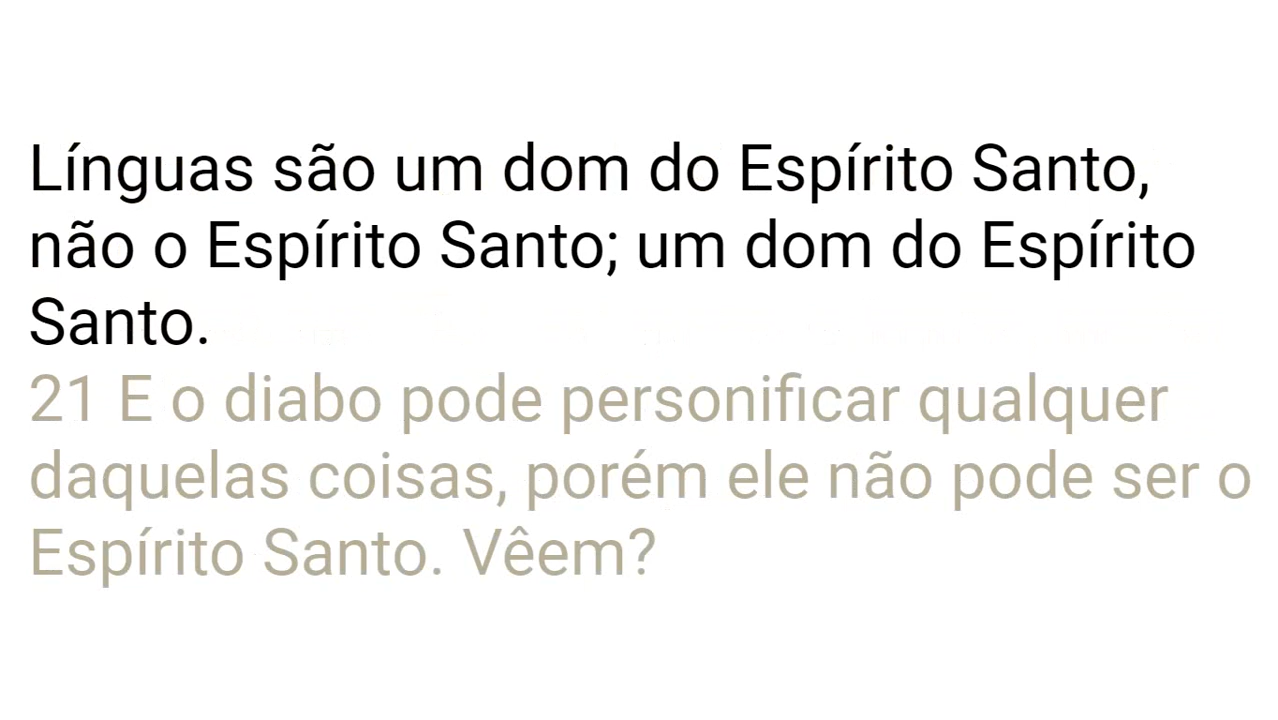 Línguas são um dom do Espírito Santo,
não o Espírito Santo; um dom do Espírito
Santo.
21 E o diabo pode personificar qualquer
daquelas coisas, porém ele não pode ser o
Espírito Santo. Vêem?